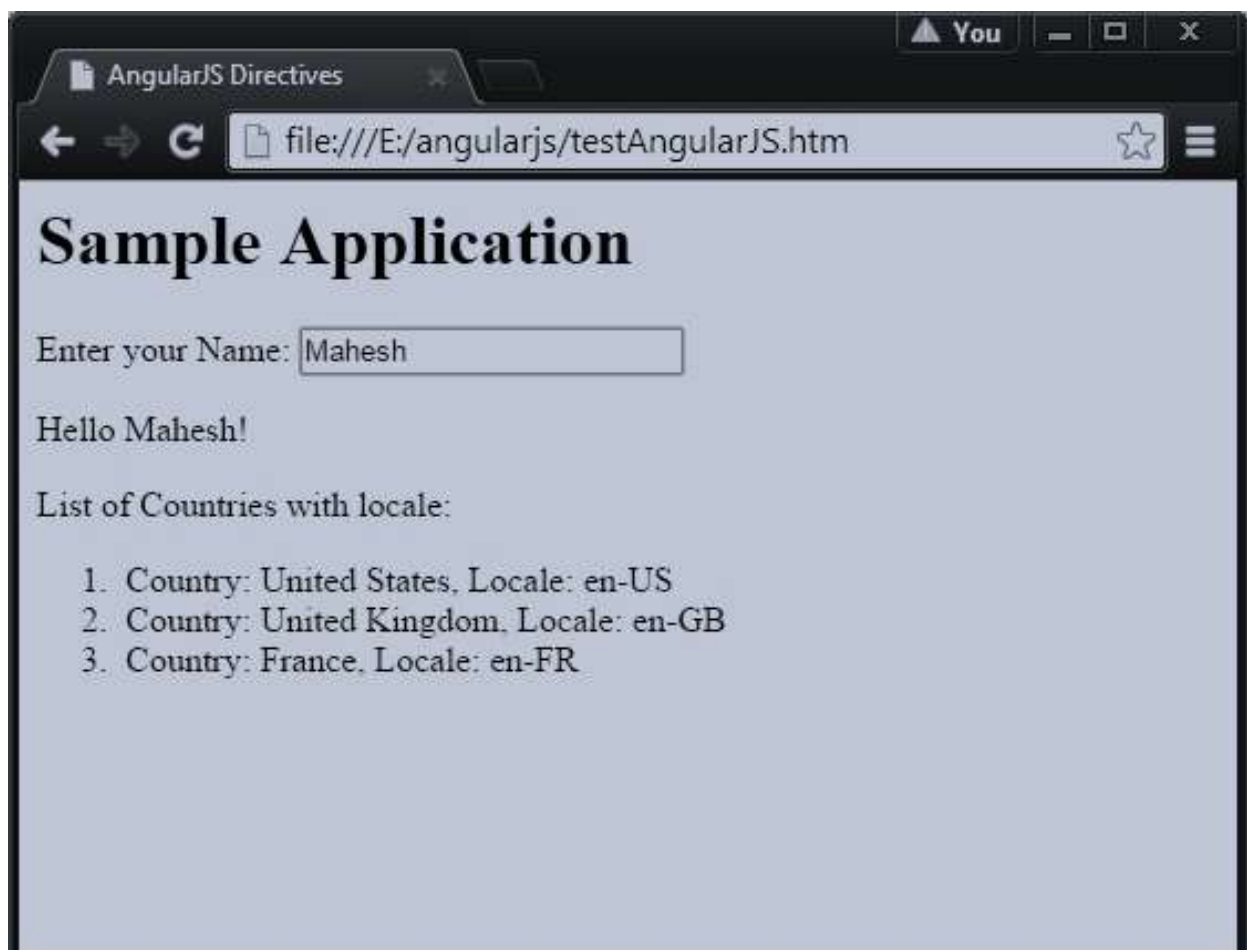 You
AngularJS Directives
file:///E:/angularjs/testAngularJS.htm
Sample Application
Enter your Name: Mahesh
Hello Mahesh!
List of Countries with locale:
1. Country: United States, Locale: en-US
2. Country: United Kingdom, Locale: en-GB
3. Country: France, Locale: en-FR